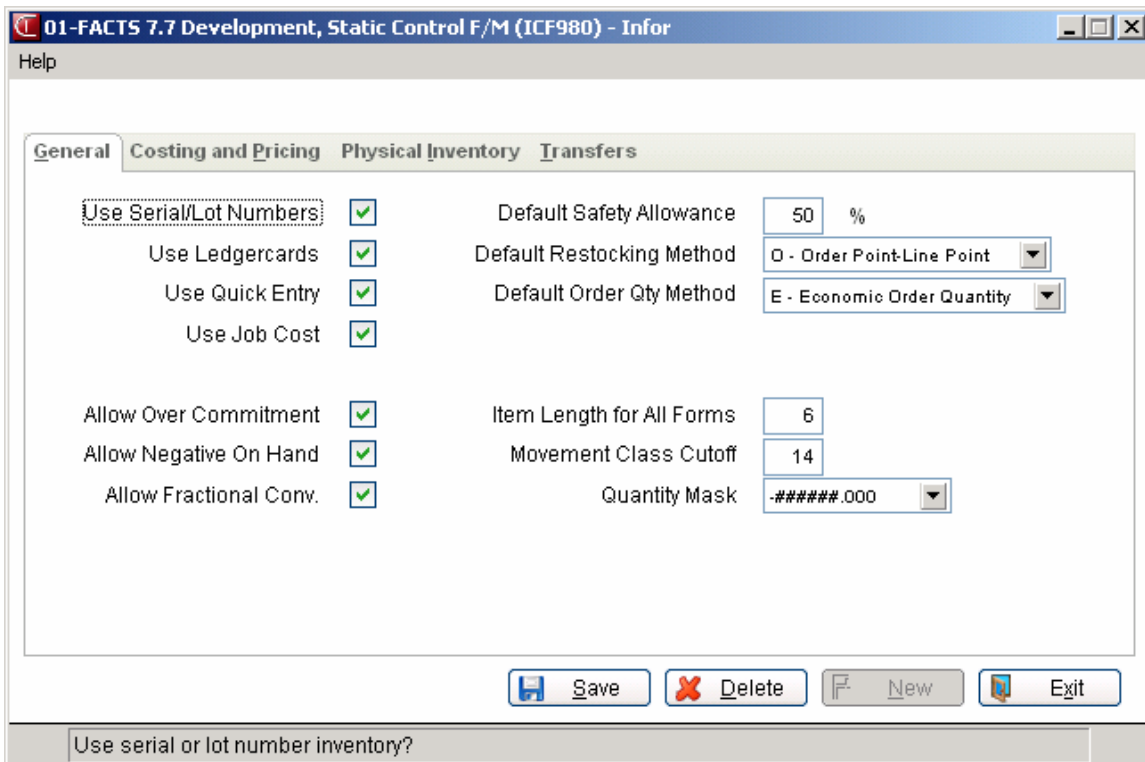 01-FACTS 7.7 Development, Static Control F/M (ICF980) - Infor
Help
General Costing and Pricing Physical Inventory Transfers
Use Serial/Lot Numbers Default Safety Allowance 50 %
Use Ledgercards Default Restocking Method O - Order Point-Line Point
Use Quick Entry Default Order Qty Method E - Economic Order Quantity
Use Job Cost
Allow Over Commitment Item Length for All Forms 6
Allow Negative On Hand Movement Class Cutoff 14
Allow Fractional Conv. Quantity Mask -######.000
Save Delete New Exit
Use serial or lot number inventory?